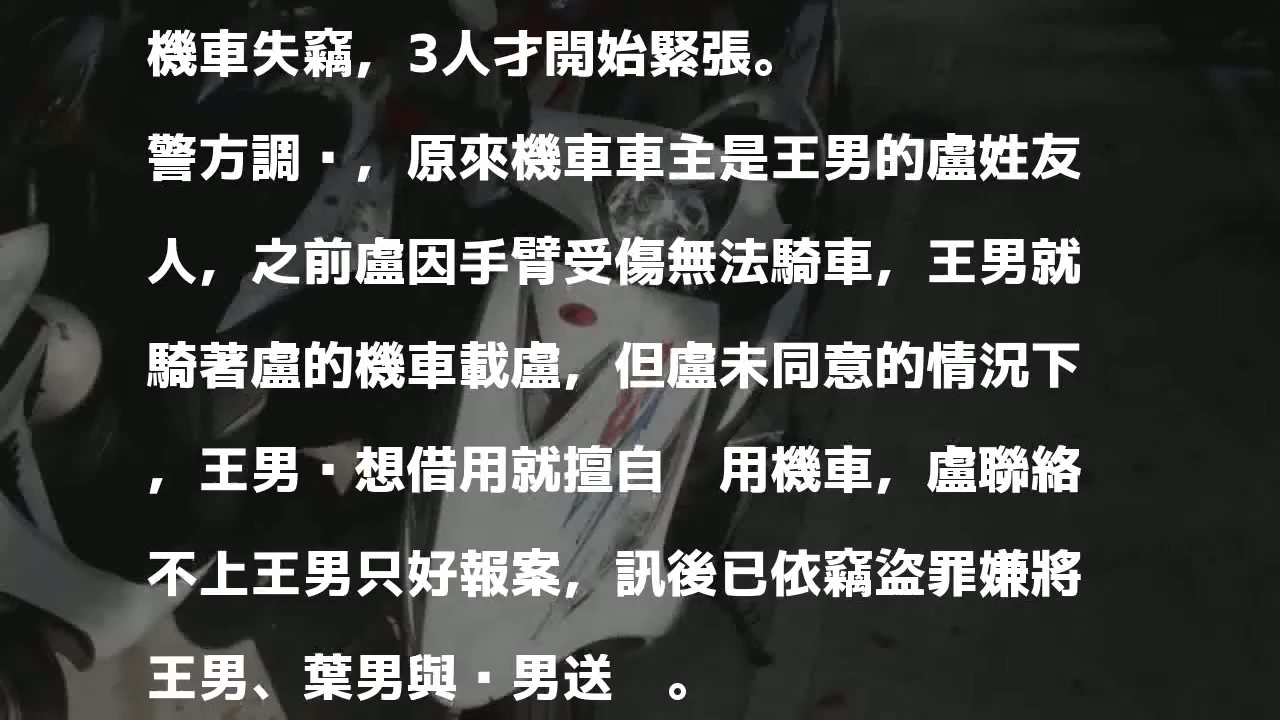 機車失竊，3人才開始緊張。
警方調▪，原來機車車主是王男的盧姓友
人，之前盧因手臂受傷無法騎車，王男就
騎著盧的機車載盧，但盧未同意的情況下
，王男▪想借用就擅自　用機車，盧聯絡
不上王男只好報案，訊後已依竊盜罪嫌將
王男、葉男與▪男送　。